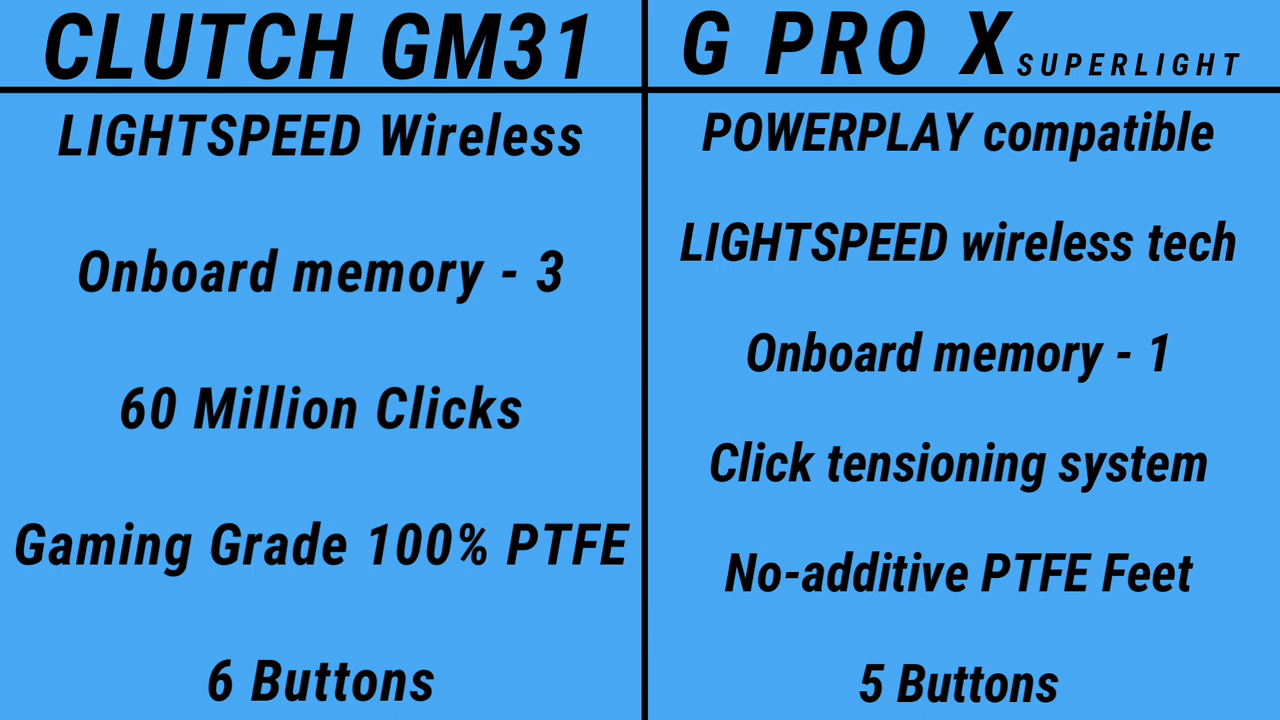 CLUTCH GM31
LIGHTSPEED Wireless
Onboard memory - 3
60 Million Clicks
Gaming Grade 100% PTFE
6 Buttons
G PRO X SUPERLIGHT
POWERPLAY compatible
LIGHTSPEED wireless tech
Onboard memory - 1
Click tensioning system
No-additive PTFE Feet
5 Buttons